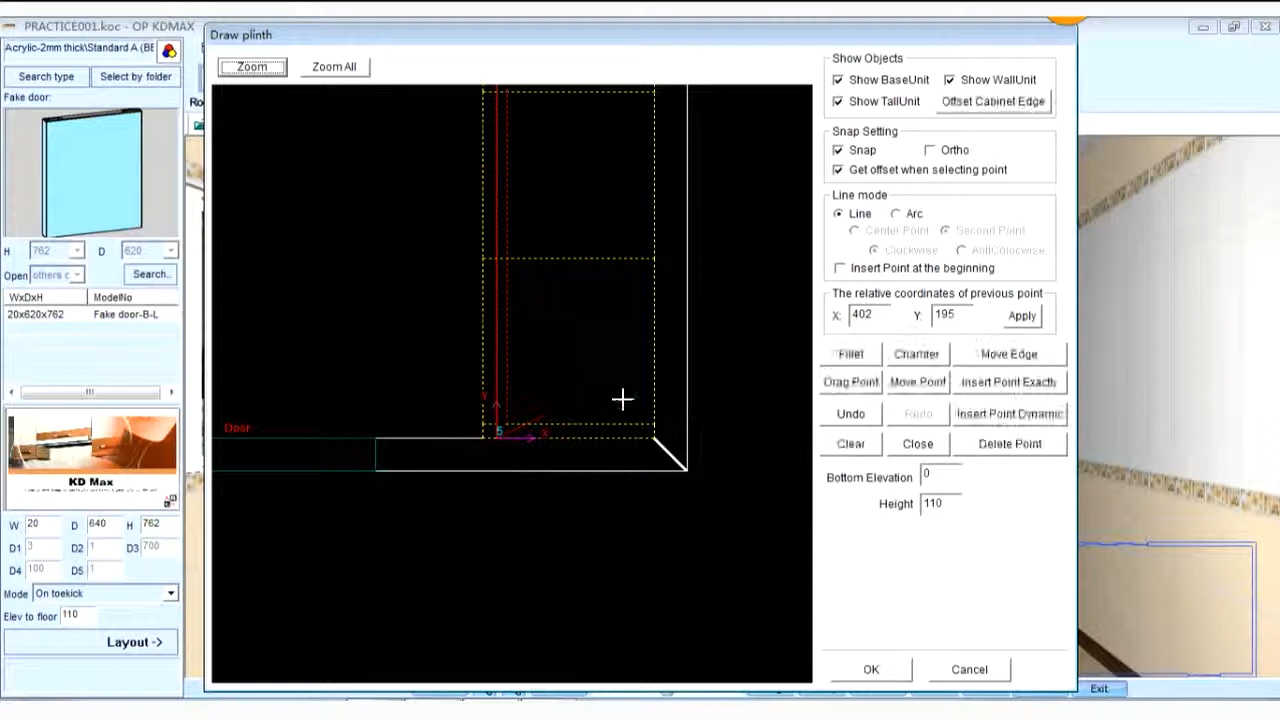 PRACTICE001.koc - OP KDMAX
Acrylic-2mm thick\Standard A (BE
Search type
Select by folder
Fake door:
H 762 D 620
Open others c Search..
WxDxH ModelNo
20x620x762 Fake door-B-L
KD Max
W 20 D 640 H 762
D1 3 D2 1 D3 700
D4 100 D5 1
Mode On toekick
Elev to floor 110
Layout ->
Ro
Draw plinth
Zoom
Zoom All
Door
Y
5
X
Show Objects
Show BaseUnit
Show WallUnit
Show TallUnit
Offset Cabinet Edge
Snap Setting
Snap
Ortho
Get offset when selecting point
Line mode
Line
Arc
Center Point
Second Point
Clockwise
AntiColocwise
Insert Point at the beginning
The relative coordinates of previous point
X: 402 Y: 195 Apply
Fillet
Chamfer
Move Edge
Drag Point
Move Point
Insert Point Exactly
Undo
Redo
Insert Point Dynamic
Clear
Close
Delete Point
Bottom Elevation 0
Height 110
OK
Cancel
Exit